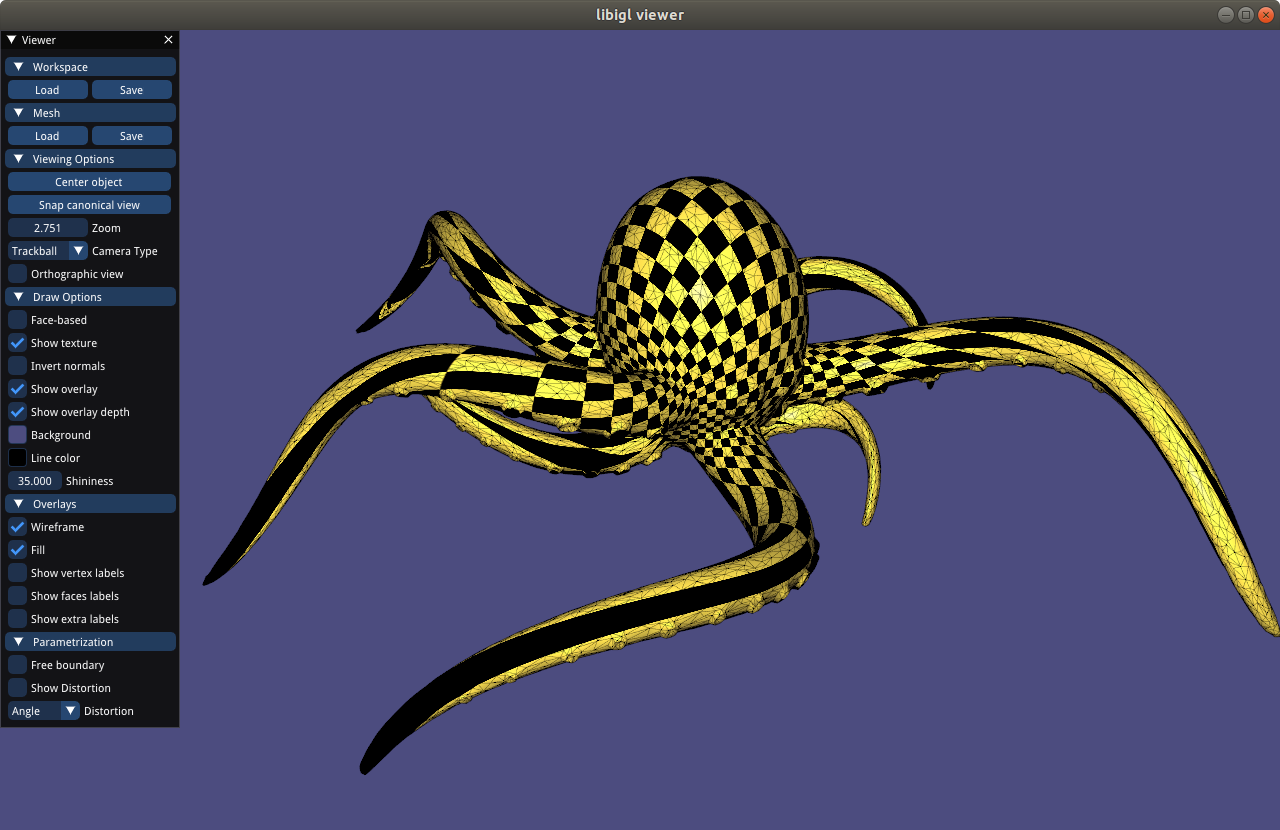 libigl viewer
Viewer
Workspace
Load Save
Mesh
Load Save
Viewing Options
Center object
Snap canonical view
2.751 Zoom
Trackball Camera Type
Orthographic view
Draw Options
Face-based
Show texture
Invert normals
Show overlay
Show overlay depth
Background
Line color
35.000 Shininess
Overlays
Wireframe
Fill
Show vertex labels
Show faces labels
Show extra labels
Parametrization
Free boundary
Show Distortion
Angle Distortion